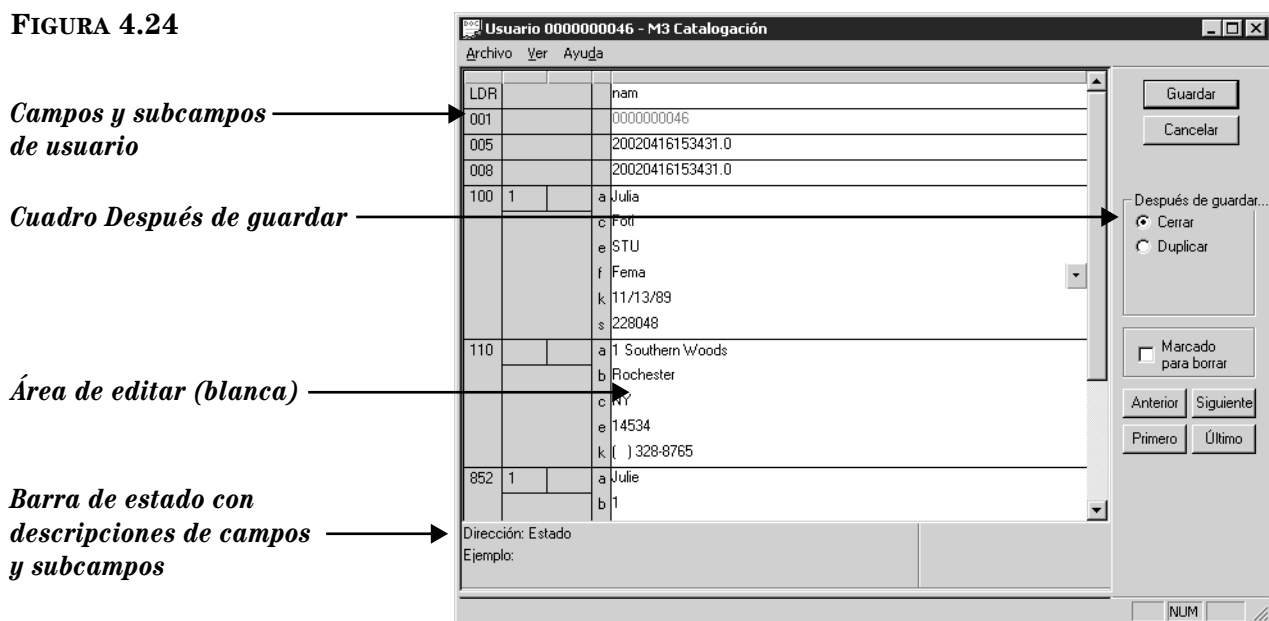 FIGURA 4.24
Campos y subcampos
de usuario
Cuadro Después de guardar
Área de editar (blanca)
Barra de estado con
descripciones de campos
y subcampos
Usuario 0000000046 - M3 Catalogación
Archivo Ver Ayuda
LDR nam
001 0000000046
005 20020416153431.0
008 20020416153431.0
100 1 a Julia
c Foti
e STU
f Fema
k 11/13/89
s 228048
110 a 1 Southern Woods
b Rochester
c NY
e 14534
k ( ) 328-8765
852 1 a Julie
b 1
Dirección: Estado
Ejemplo:
Guardar
Cancelar
Después de guardar...
Cerrar
Duplicar
Marcado
para borrar
Anterior Siguiente
Primero Último
NUM